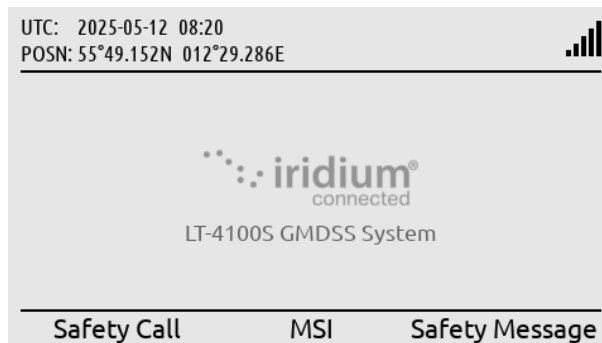 UTC: 2025-05-12 08:20
POSN: 55°49.152N 012°29.286E
iridium®
connected
LT-4100S GMDSS System
Safety Call MSI Safety Message